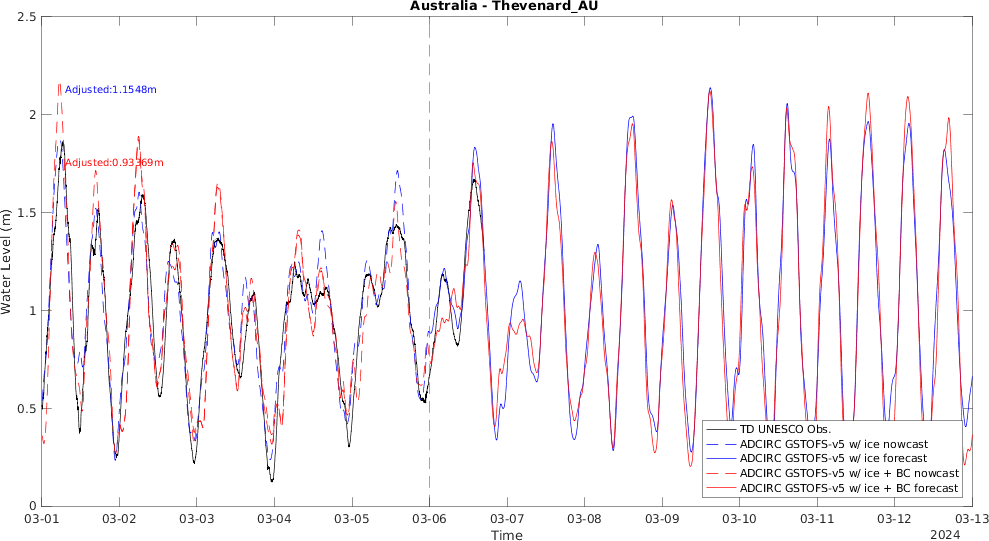 Australia - Thevenard_AU
2.5
2
1.5
1
0.5
0
Water Level (m)
Adjusted:1.1548m
Adjusted:0.93369m
TD UNESCO Obs.
ADCIRC GSTOFS-v5 w/ ice nowcast
ADCIRC GSTOFS-v5 w/ ice forecast
ADCIRC GSTOFS-v5 w/ ice + BC nowcast
ADCIRC GSTOFS-v5 w/ ice + BC forecast
03-01 03-02 03-03 03-04 03-05 03-06 03-07 03-08 03-09 03-10 03-11 03-12 03-13
Time
2024